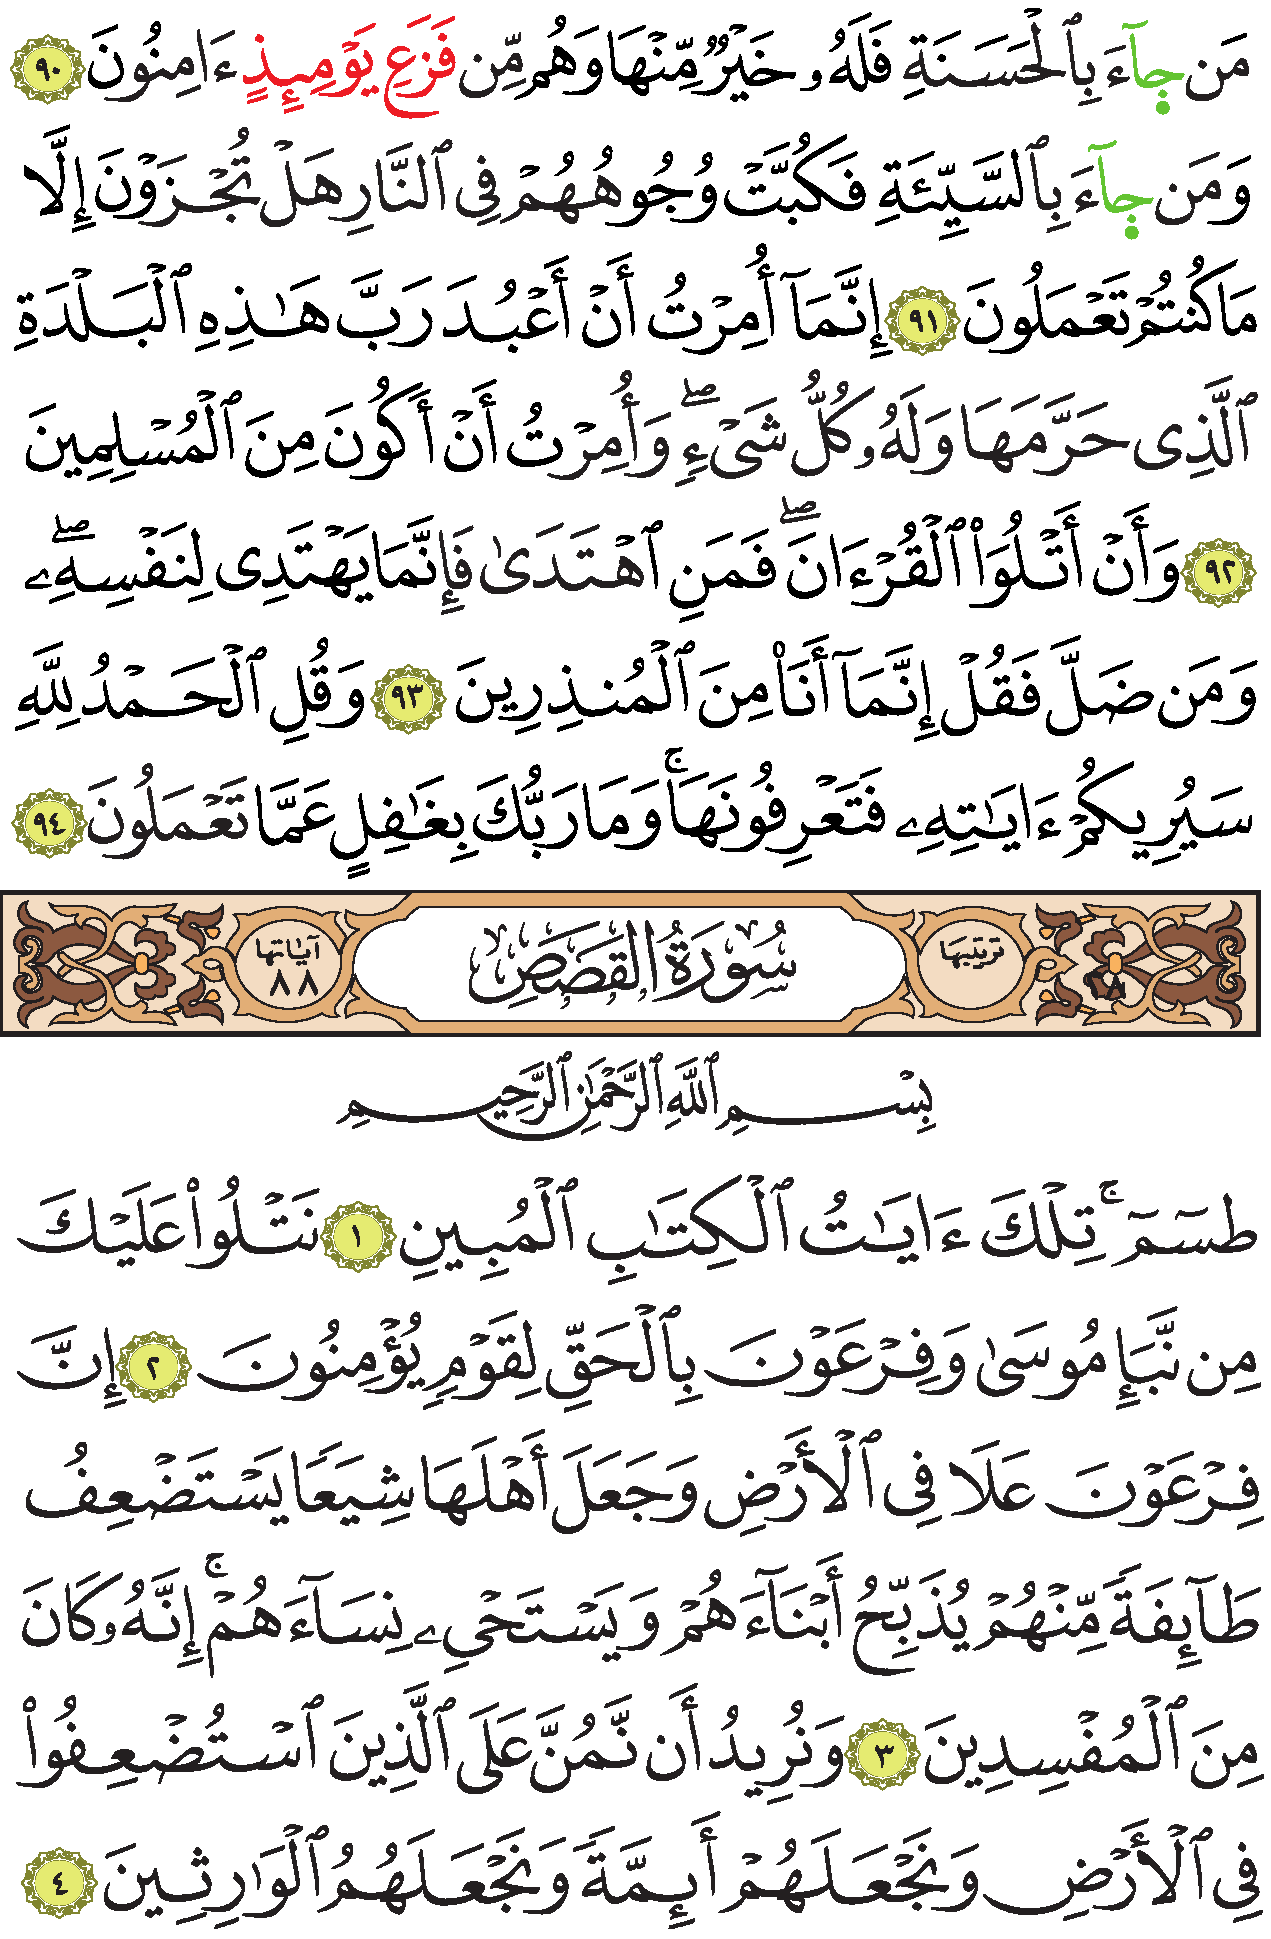 مَن جِآءَ بِٱلْحَسَنَةِ فَلَهُۥ خَيْرٌ مِّنْهَا وَهُم مِّن فَزَعِ يَوْمِئِذٍ ءَامِنُونَ ٩٠
وَمَن جِآءَ بِٱلسَّيِّئَةِ فَكُبَّتْ وُجُوهُهُمْ فِى ٱلنَّارِ هَلْ تُجْزَوْنَ إِلَّا
مَا كُنتُمْ تَعْمَلُونَ ٩١ إِنَّمَآ أُمِرْتُ أَنْ أَعْبُدَ رَبَّ هَٰذِهِ ٱلْبَلْدَةِ
ٱلَّذِى حَرَّمَهَا وَلَهُۥ كُلُّ شَىْءٍۖ وَأُمِرْتُ أَنْ أَكُونَ مِنَ ٱلْمُسْلِمِينَ
٩٢ وَأَنْ أَتْلُوَا۟ ٱلْقُرْءَانَۖ فَمَنِ ٱهْتَدَىٰ فَإِنَّمَا يَهْتَدِى لِنَفْسِهِۦۖ
وَمَن ضَلَّ فَقُلْ إِنَّمَآ أَنَا۠ مِنَ ٱلْمُنذِرِينَ ٩٣ وَقُلِ ٱلْحَمْدُ لِلَّهِ
سَيُرِيكُمْ ءَايَٰتِهِۦ فَتَعْرِفُونَهَاۚ وَمَا رَبُّكَ بِغَٰفِلٍ عَمَّا تَعْمَلُونَ ٩٤
ترتيبها ٢٨ سُورَةُ القَصَصِ آياتها ٨٨
بِسْمِ ٱللَّهِ ٱلرَّحْمَٰنِ ٱلرَّحِيمِ
طسٓمٓۚ تِلْكَ ءَايَٰتُ ٱلْكِتَٰبِ ٱلْمُبِينِ ١ نَتْلُوا۟ عَلَيْكَ
مِن نَّبَإِ مُوسَىٰ وَفِرْعَوْنَ بِٱلْحَقِّ لِقَوْمٍ يُؤْمِنُونَ ٢ إِنَّ
فِرْعَوْنَ عَلَا فِى ٱلْأَرْضِ وَجَعَلَ أَهْلَهَا شِيَعًا يَسْتَضْعِفُ
طَآئِفَةً مِّنْهُمْ يُذَبِّحُ أَبْنَآءَهُمْ وَيَسْتَحْىِۦ نِسَآءَهُمْۚ إِنَّهُۥ كَانَ
مِنَ ٱلْمُفْسِدِينَ ٣ وَنُرِيدُ أَن نَّمُنَّ عَلَى ٱلَّذِينَ ٱسْتُضْعِفُوا۟
فِى ٱلْأَرْضِ وَنَجْعَلَهُمْ أَئِمَّةً وَنَجْعَلَهُمُ ٱلْوَٰرِثِينَ ٤